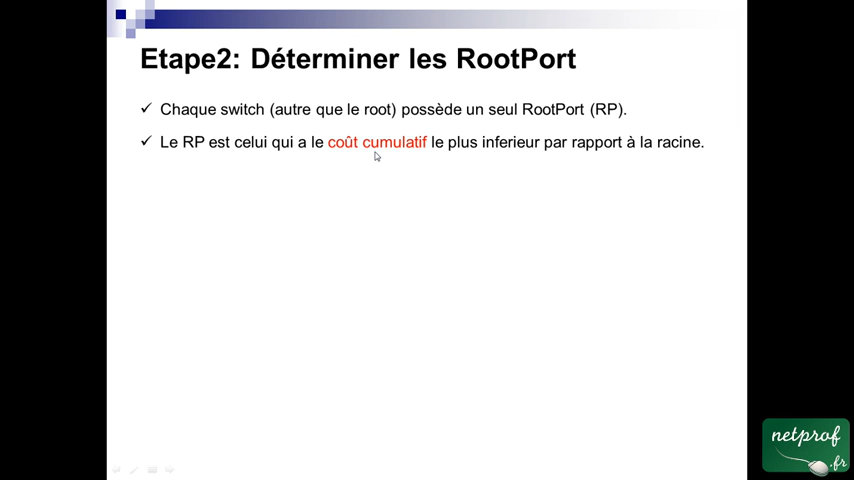 Etape2: Déterminer les RootPort
✓ Chaque switch (autre que le root) possède un seul RootPort (RP).
✓ Le RP est celui qui a le coût cumulatif le plus inferieur par rapport à la racine.
netprof
.fr